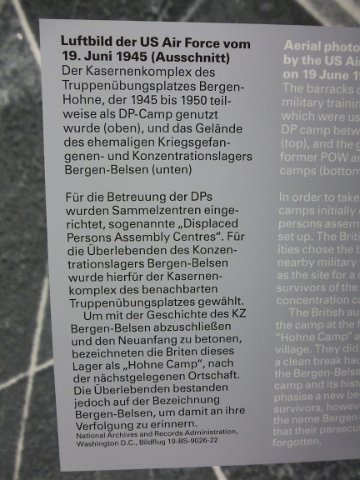 Luftbild der US Air Force vom
19. Juni 1945 (Ausschnitt)
Der Kasernenkomplex des
Truppenübungsplatzes Bergen-
Hohne, der 1945 bis 1950 teil-
weise als DP-Camp genutzt
wurde (oben), und das Gelände
des ehemaligen Kriegsgefan-
genen- und Konzentrationslagers
Bergen-Belsen (unten)
Für die Betreuung der DPs
wurden Sammelzentren einge-
richtet, sogenannte „Displaced
Persons Assembly Centres“. Für
die Überlebenden des Konzen-
trationslagers Bergen-Belsen
wurde hierfür der Kasernen-
komplex des benachbarten
Truppenübungsplatzes gewählt.
Um mit der Geschichte des KZ
Bergen-Belsen abzuschließen
und den Neuanfang zu betonen,
bezeichneten die Briten dieses
Lager als „Hohne Camp“, nach
der nächstgelegenen Ortschaft.
Die Überlebenden bestanden
jedoch auf der Bezeichnung
Bergen-Belsen, um damit an ihre
Verfolgung zu erinnern.
National Archives and Records Administration,
Washington D.C., Bildflug 19-BS-9026-22
Aerial photo
by the US Ai
on 19 June 1
The barracks c
military training
which were us
DP camp betw
(top), and the g
former POW ar
camps (bottom
In order to take
camps initially
persons assem
set up. The Briti
ities chose the b
nearby military
as the site for a
survivors of the
concentration ca
The British au
the camp at the
"Hohne Camp" a
village. They did
a clean break had
the Bergen-Belse
camp and its hist
phasise a new be
survivors, howev
the name Bergen-
that their persecut
forgotten.